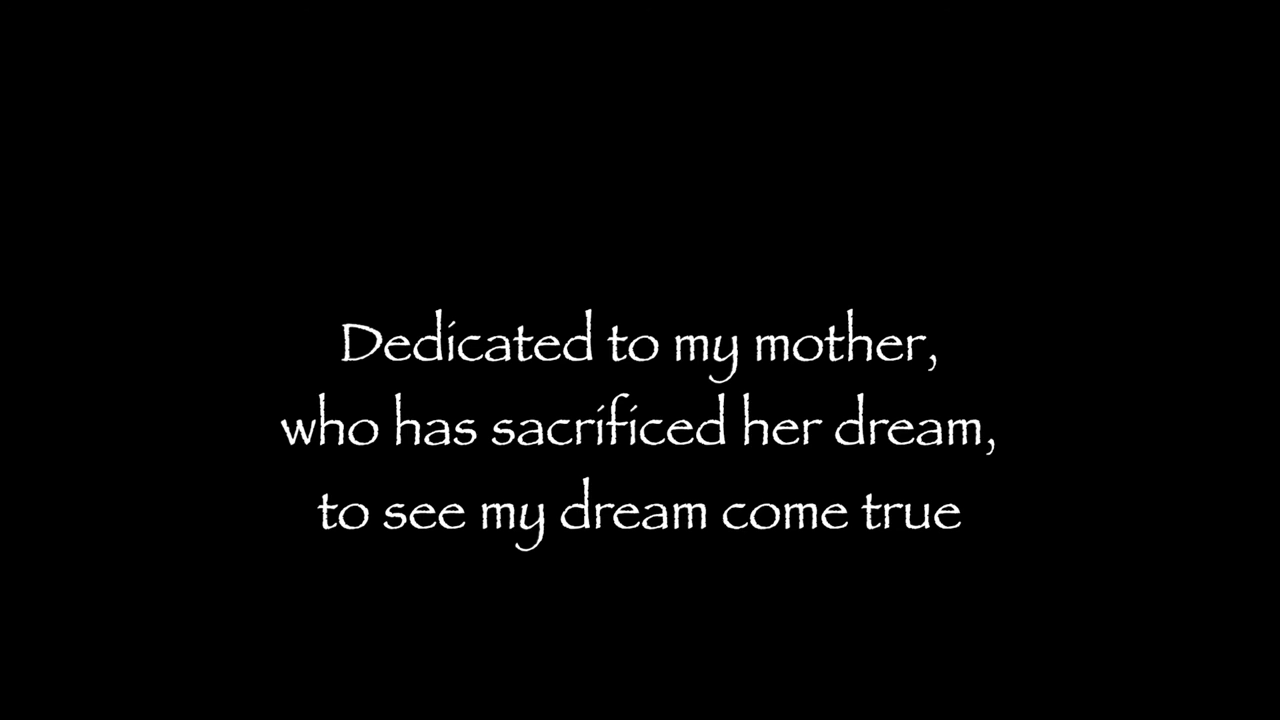 Dedicated to my mother,
who has sacrificed her dream,
to see my dream come true